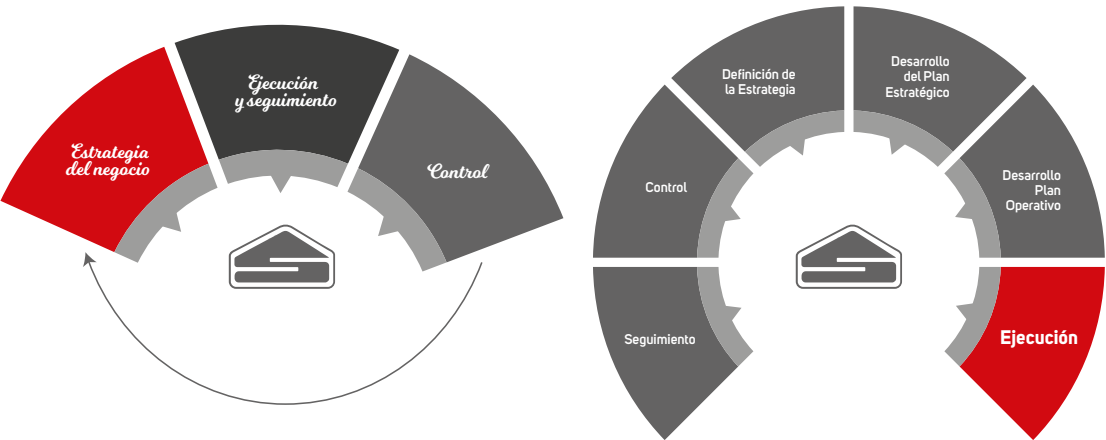 Estrategia
del negocio
Ejecución
y seguimiento
Control
Seguimiento
Control
Definición de
la Estrategia
Desarrollo
del Plan
Estratégico
Desarrollo
Plan
Operativo
Ejecución